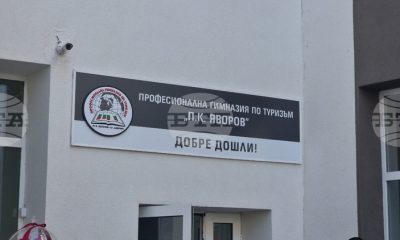 ПРОФЕСИОНАЛНА ГИМНАЗИЯ ПО ТУРИЗЪМ
"П.К. ЯВОРОВ"
ДОБРЕ ДОШЛИ!